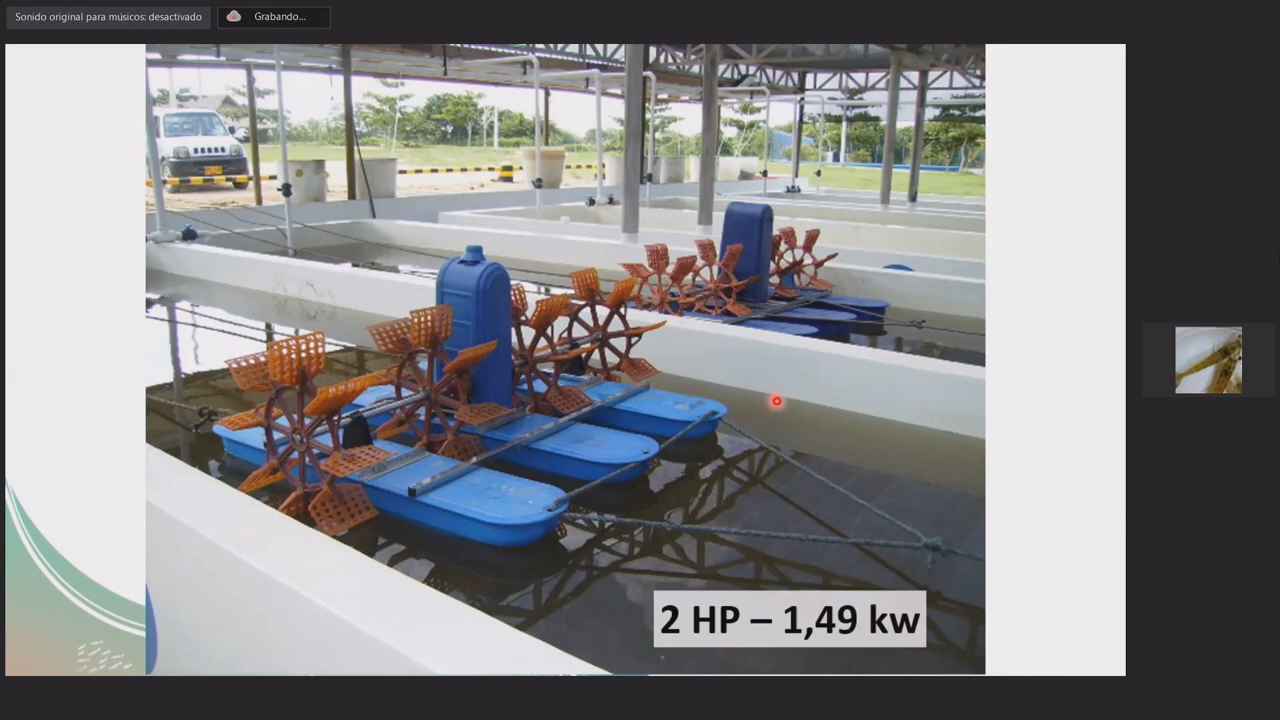 Sonido original para músicos: desactivado
Grabando...
2 HP – 1,49 kw